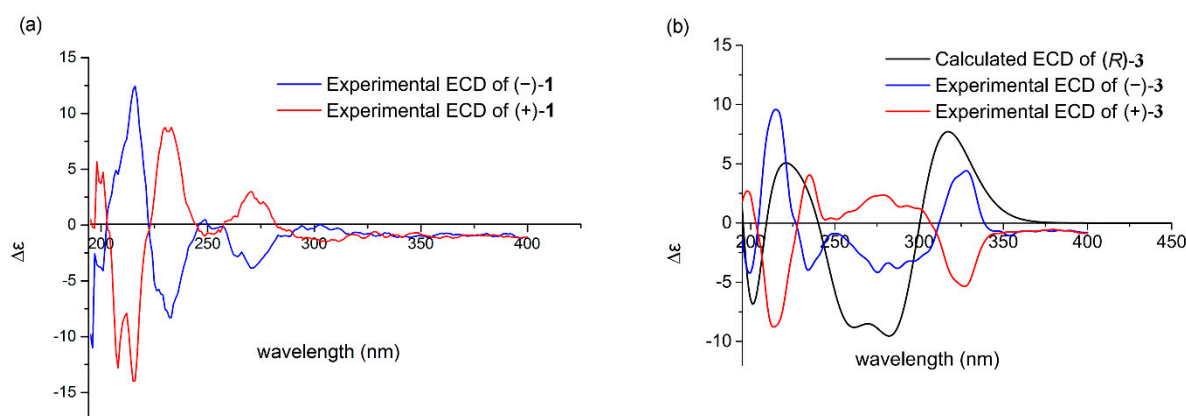 (a)
15
10
5
0
-5
-10
-15
Δε
200
250
300
350
400
450
wavelength (nm)
Experimental ECD of (−)-1
Experimental ECD of (+)-1
(b)
15
10
5
0
-5
-10
Δε
200
250
300
350
400
450
wavelength (nm)
Calculated ECD of (R)-3
Experimental ECD of (−)-3
Experimental ECD of (+)-3